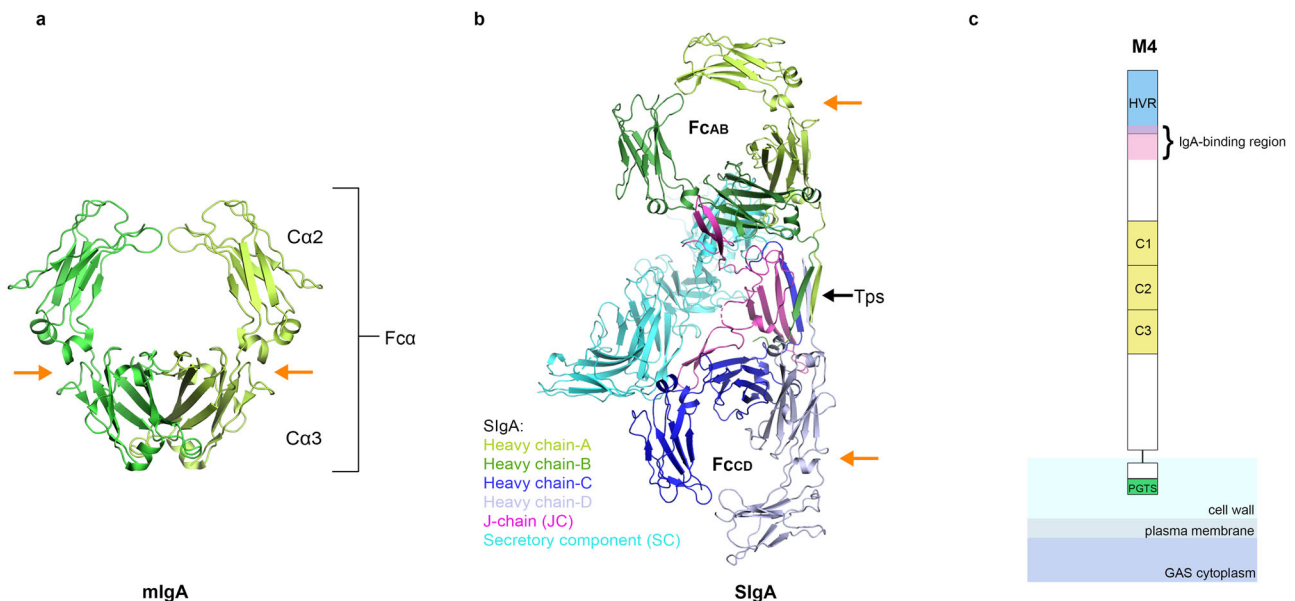 a
Cα2
Fcα
Cα3
mIgA
b
FCAB
Tps
FCCD
SIgA:
Heavy chain-A
Heavy chain-B
Heavy chain-C
Heavy chain-D
J-chain (JC)
Secretory component (SC)
SIgA
c
M4
HVR
IgA-binding region
C1
C2
C3
PGTS
cell wall
plasma membrane
GAS cytoplasm